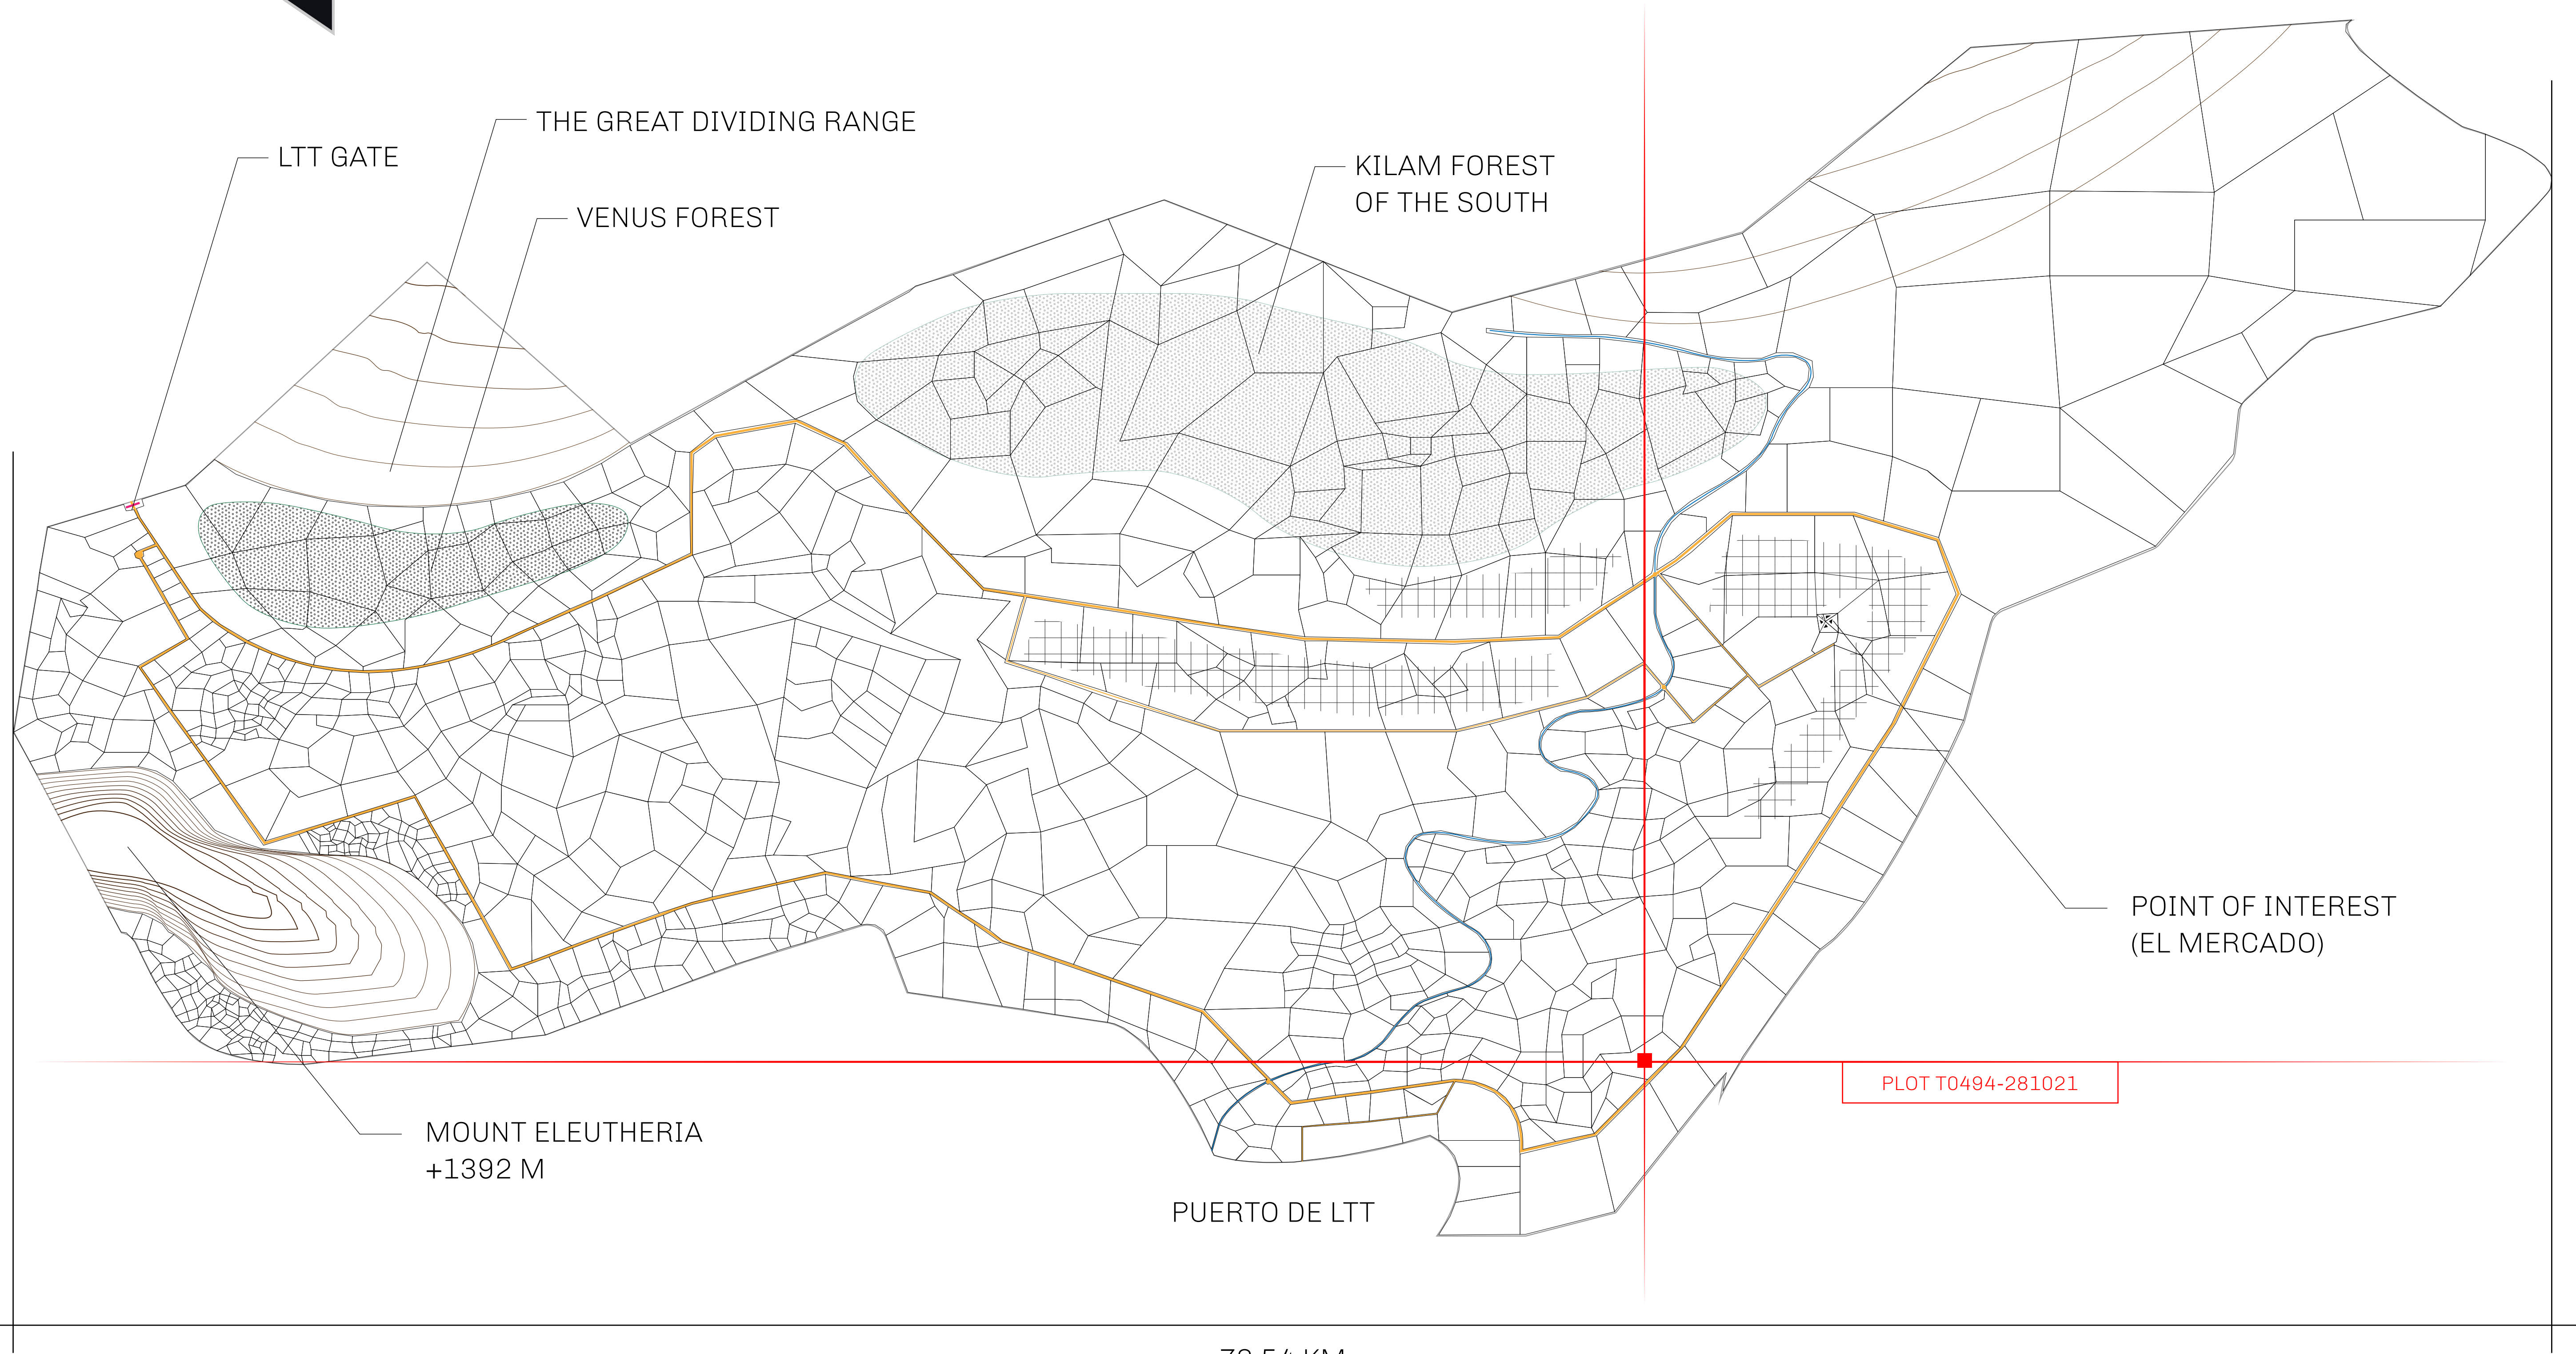 THE GREAT DIVIDING RANGE
LTT GATE
VENUS FOREST
KILAM FOREST
OF THE SOUTH
POINT OF INTEREST
(EL MERCADO)
PLOT T0494-281021
MOUNT ELEUTHERIA
+1392 M
PUERTO DE LTT